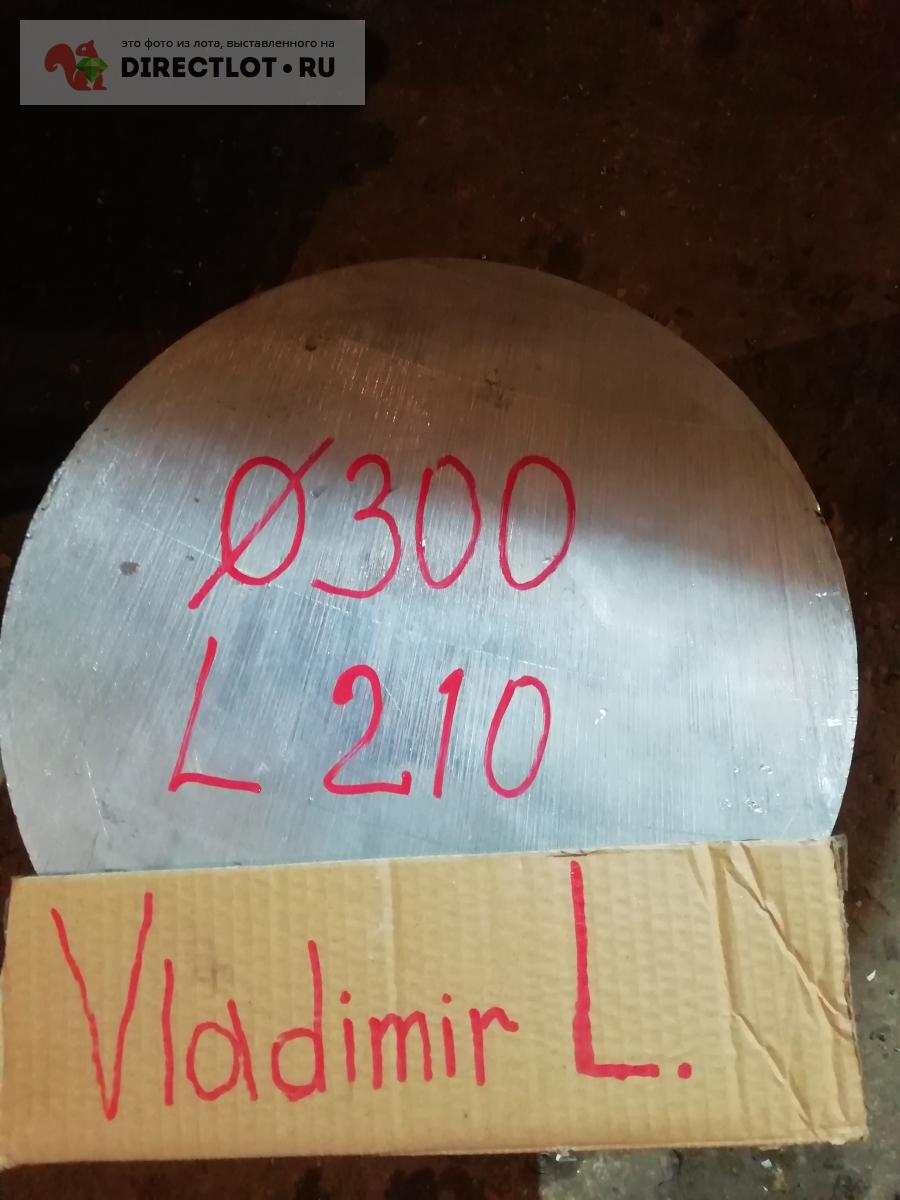 это фото из лота, выставленного на
DIRECTLOT•RU
Ø300
L 210
Vladimir L.